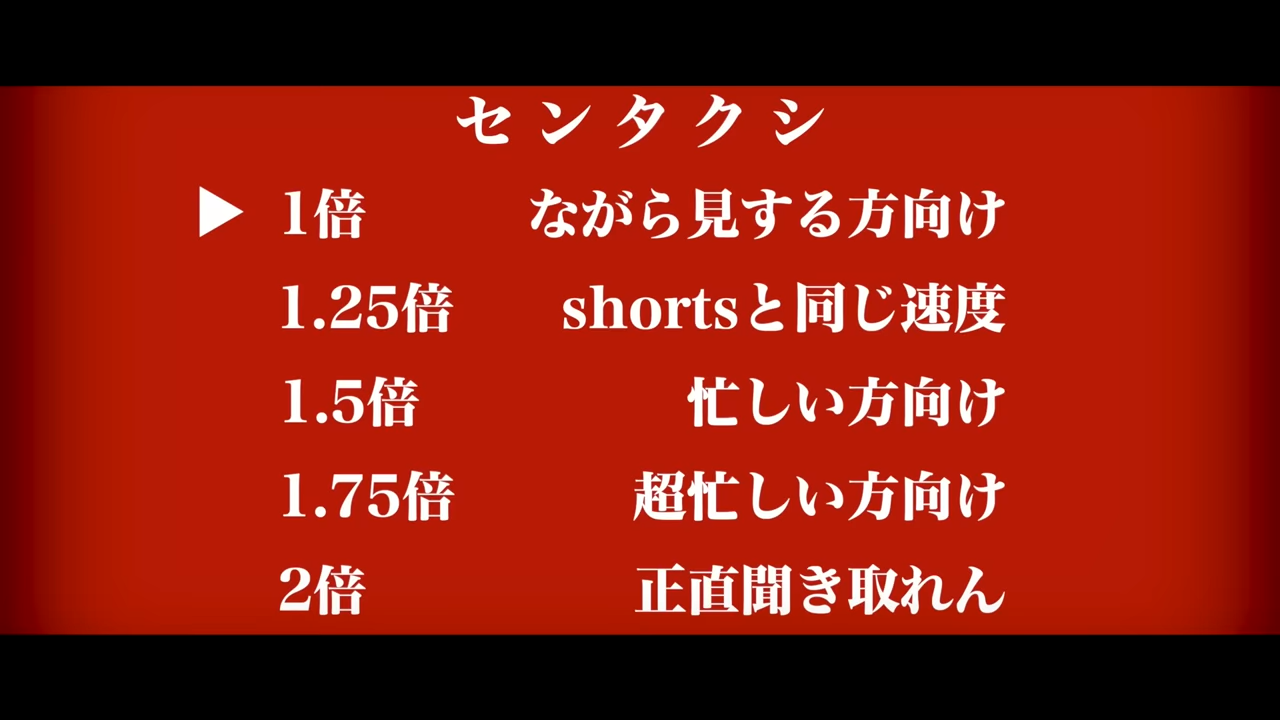 センタクシ
▶ 1倍 ながら見する方向け
1.25倍 shortsと同じ速度
1.5倍 忙しい方向け
1.75倍 超忙しい方向け
2倍 正直聞き取れん